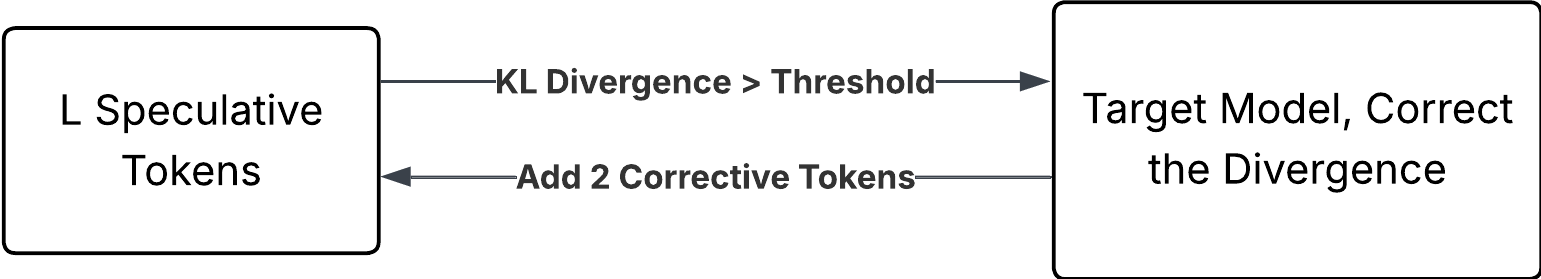 L Speculative
Tokens
KL Divergence > Threshold
Add 2 Corrective Tokens
Target Model, Correct
the Divergence